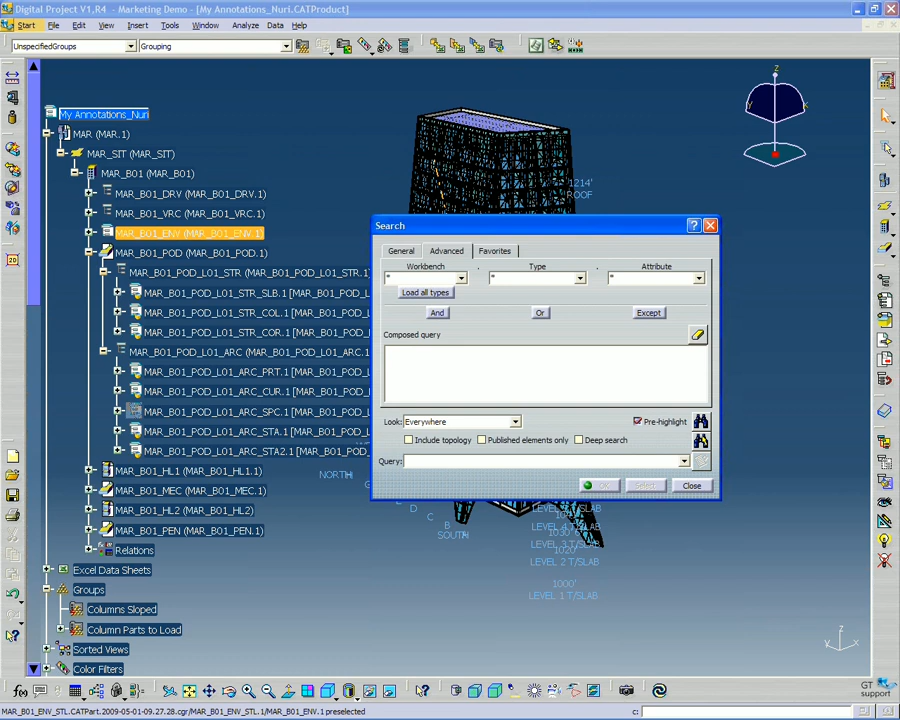 Digital Project V1,R4 - Marketing Demo - [My Annotations_Nuri.CATProduct]
Start File Edit View Insert Tools Window Analyze Data Help
UnspecifiedGroups Grouping
My Annotations_Nuri
MAR (MAR.1)
MAR_SIT (MAR_SIT)
MAR_B01 (MAR_B01)
MAR_B01_DRV (MAR_B01_DRV.1)
MAR_B01_VRC (MAR_B01_VRC.1)
MAR_B01_ENV (MAR_B01_ENV.1)
MAR_B01_POD (MAR_B01_POD.1)
MAR_B01_POD_L01_STR (MAR_B01_POD_L01_STR.1)
MAR_B01_POD_L01_STR_SLB.1 [MAR_B01_POD_L
MAR_B01_POD_L01_STR_COL.1 [MAR_B01_POD_L
MAR_B01_POD_L01_STR_COR.1 [MAR_B01_POD_L
MAR_B01_POD_L01_ARC (MAR_B01_POD_L01_ARC.
MAR_B01_POD_L01_ARC_PRT.1 [MAR_B01_POD_L
MAR_B01_POD_L01_ARC_CUR.1 [MAR_B01_POD_L
MAR_B01_POD_L01_ARC_SPC.1 [MAR_B01_POD_L
MAR_B01_POD_L01_ARC_STA.1 [MAR_B01_POD_L
MAR_B01_POD_L01_ARC_STA2.1 [MAR_B01_POD_
MAR_B01_HL1 (MAR_B01_HL1.1)
MAR_B01_MEC (MAR_B01_MEC.1)
MAR_B01_HL2 (MAR_B01_HL2)
MAR_B01_PEN (MAR_B01_PEN.1)
Relations
Excel Data Sheets
Groups
Columns Sloped
Column Parts to Load
Sorted Views
Color Filters
z
1214'
ROOF
Search
General Advanced Favorites
Workbench . Type . Attribute
* * *
Load all types
And Or Except
Composed query
Look: Everywhere Pre-highlight
Include topology Published elements only Deep search
Query:
OK Select Close
NORTH
D
C
B
SOUTH
LEVEL 4 T/SLAB
1030'
LEVEL 3 T/SLAB
1020'
LEVEL 2 T/SLAB
1000'
LEVEL 1 T/SLAB
z
y x
f(x)
GT support
MAR_B01_ENV_STL.CATPart.2009-05-01-09.27.28.cgr/MAR_B01_ENV_STL.1/MAR_B01_ENV.1 preselected c: